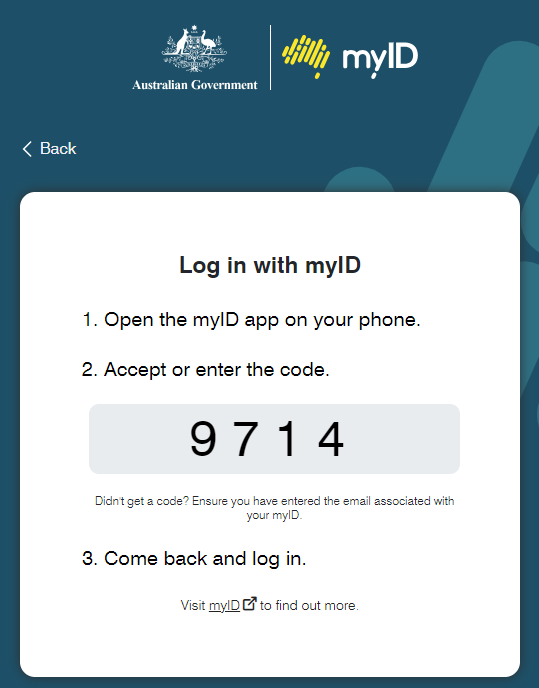 Australian Government
myID
Back
Log in with myID
1. Open the myID app on your phone.
2. Accept or enter the code.
9 7 1 4
Didn't get a code? Ensure you have entered the email associated with
your myID.
3. Come back and log in.
Visit myID to find out more.